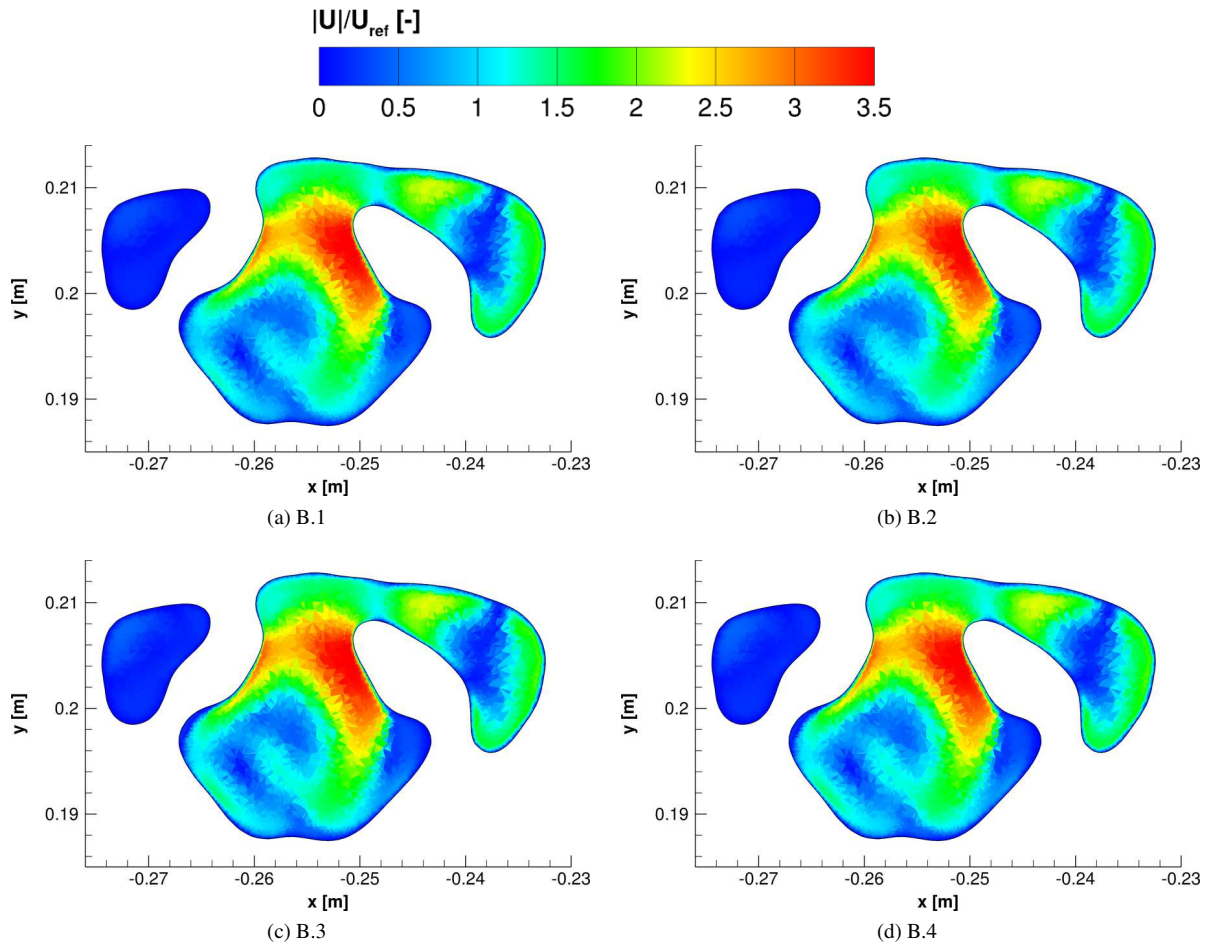 |U|/U_ref [-]
0 0.5 1 1.5 2 2.5 3 3.5
y [m]
0.21
0.2
0.19
-0.27 -0.26 -0.25 -0.24 -0.23
x [m]
(a) B.1
y [m]
0.21
0.2
0.19
-0.27 -0.26 -0.25 -0.24 -0.23
x [m]
(b) B.2
y [m]
0.21
0.2
0.19
-0.27 -0.26 -0.25 -0.24 -0.23
x [m]
(c) B.3
y [m]
0.21
0.2
0.19
-0.27 -0.26 -0.25 -0.24 -0.23
x [m]
(d) B.4